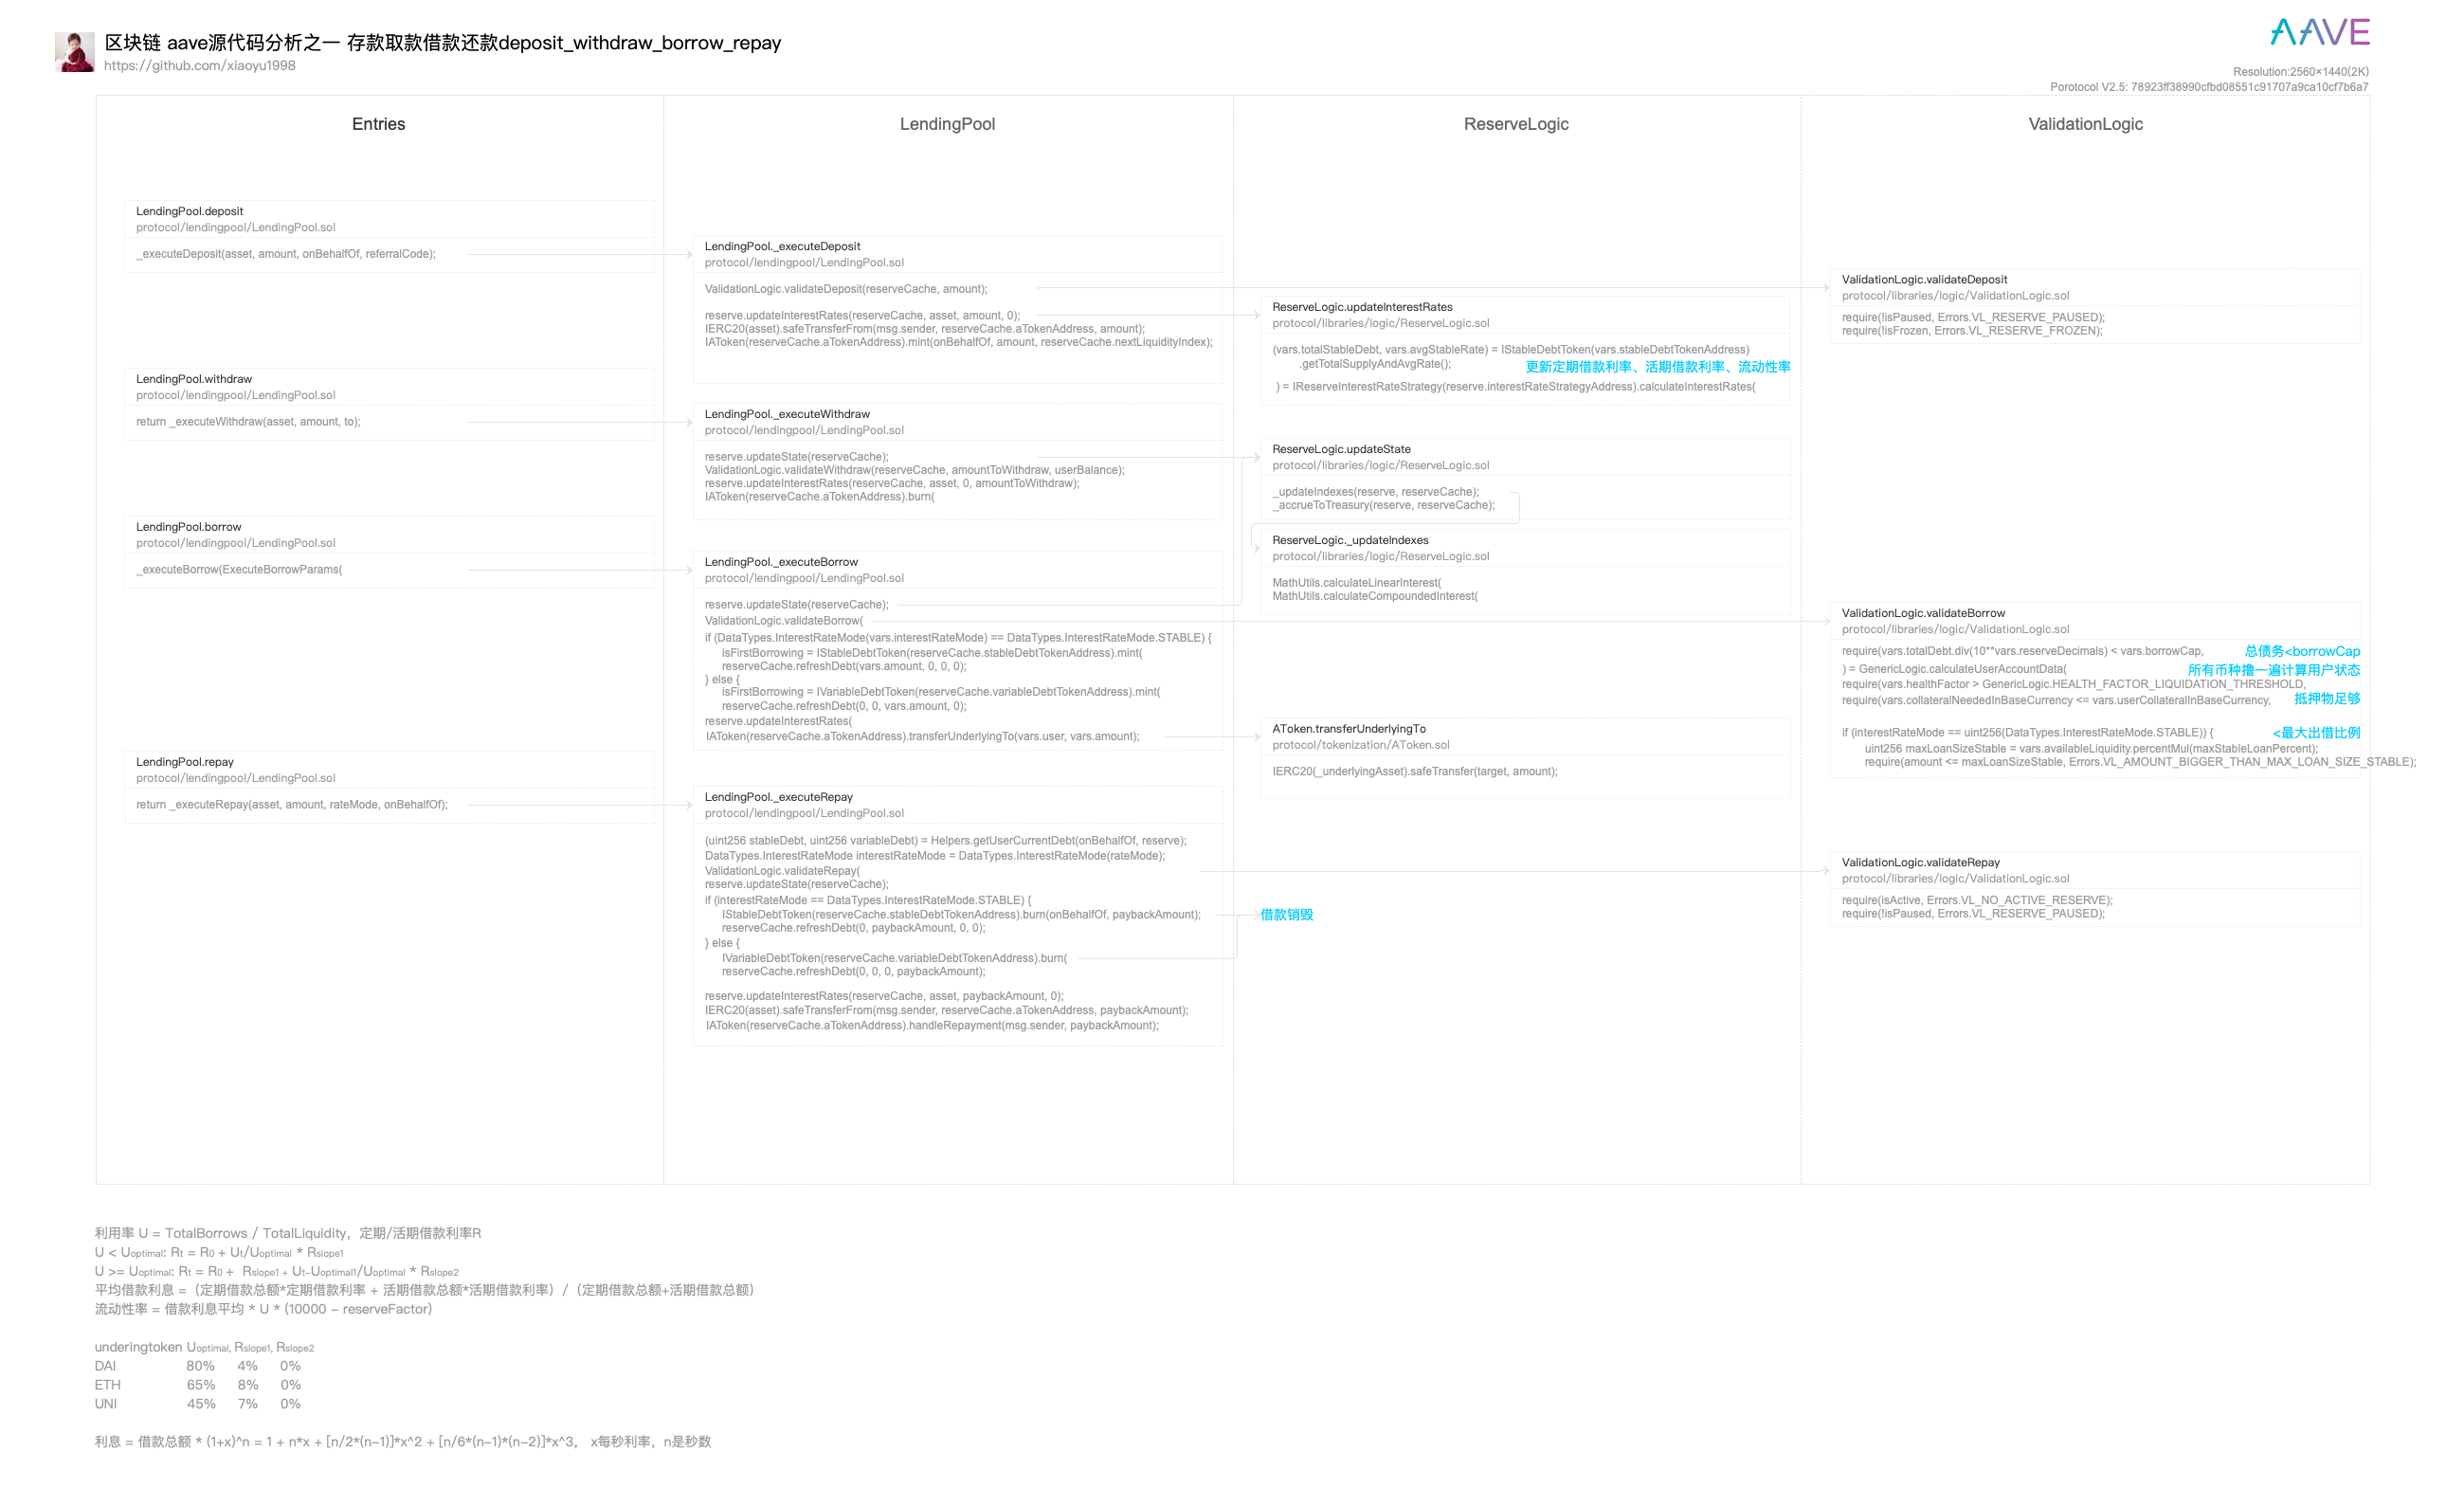 区块链 aave源代码分析之一 存款取款借款还款deposit_withdraw_borrow_repay
https://github.com/xiaoyu1998
AAVE
Resolution:2560×1440(2K)
Porotocol V2.5: 78923ff38990cfbd08551c91707a9ca10cf7b6a7
Entries
LendingPool.deposit
protocol/lendingpool/LendingPool.sol
_executeDeposit(asset, amount, onBehalfOf, referralCode);
LendingPool.withdraw
protocol/lendingpool/LendingPool.sol
return _executeWithdraw(asset, amount, to);
LendingPool.borrow
protocol/lendingpool/LendingPool.sol
_executeBorrow(ExecuteBorrowParams(
LendingPool.repay
protocol/lendingpool/LendingPool.sol
return _executeRepay(asset, amount, rateMode, onBehalfOf);
LendingPool
LendingPool._executeDeposit
protocol/lendingpool/LendingPool.sol
ValidationLogic.validateDeposit(reserveCache, amount);
reserve.updateInterestRates(reserveCache, asset, amount, 0);
IERC20(asset).safeTransferFrom(msg.sender, reserveCache.aTokenAddress, amount);
IAToken(reserveCache.aTokenAddress).mint(onBehalfOf, amount, reserveCache.nextLiquidityIndex);
LendingPool._executeWithdraw
protocol/lendingpool/LendingPool.sol
reserve.updateState(reserveCache);
ValidationLogic.validateWithdraw(reserveCache, amountToWithdraw, userBalance);
reserve.updateInterestRates(reserveCache, asset, 0, amountToWithdraw);
IAToken(reserveCache.aTokenAddress).burn(
LendingPool._executeBorrow
protocol/lendingpool/LendingPool.sol
reserve.updateState(reserveCache);
ValidationLogic.validateBorrow(
if (DataTypes.InterestRateMode(vars.interestRateMode) == DataTypes.InterestRateMode.STABLE) {
isFirstBorrowing = IStableDebtToken(reserveCache.stableDebtTokenAddress).mint(
reserveCache.refreshDebt(vars.amount, 0, 0, 0);
} else {
isFirstBorrowing = IVariableDebtToken(reserveCache.variableDebtTokenAddress).mint(
reserveCache.refreshDebt(0, 0, vars.amount, 0);
reserve.updateInterestRates(
IAToken(reserveCache.aTokenAddress).transferUnderlyingTo(vars.user, vars.amount);
LendingPool._executeRepay
protocol/lendingpool/LendingPool.sol
(uint256 stableDebt, uint256 variableDebt) = Helpers.getUserCurrentDebt(onBehalfOf, reserve);
DataTypes.InterestRateMode interestRateMode = DataTypes.InterestRateMode(rateMode);
ValidationLogic.validateRepay(
reserve.updateState(reserveCache);
if (interestRateMode == DataTypes.InterestRateMode.STABLE) {
IStableDebtToken(reserveCache.stableDebtTokenAddress).burn(onBehalfOf, paybackAmount);
reserveCache.refreshDebt(0, paybackAmount, 0, 0);
} else {
IVariableDebtToken(reserveCache.variableDebtTokenAddress).burn(
reserveCache.refreshDebt(0, 0, 0, paybackAmount);
reserve.updateInterestRates(reserveCache, asset, paybackAmount, 0);
IERC20(asset).safeTransferFrom(msg.sender, reserveCache.aTokenAddress, paybackAmount);
IAToken(reserveCache.aTokenAddress).handleRepayment(msg.sender, paybackAmount);
ReserveLogic
ReserveLogic.updateInterestRates
protocol/libraries/logic/ReserveLogic.sol
(vars.totalStableDebt, vars.avgStableRate) = IStableDebtToken(vars.stableDebtTokenAddress)
.getTotalSupplyAndAvgRate(); 更新定期借款利率、活期借款利率、流动性率
) = IReserveInterestRateStrategy(reserve.interestRateStrategyAddress).calculateInterestRates(
ReserveLogic.updateState
protocol/libraries/logic/ReserveLogic.sol
_updateIndexes(reserve, reserveCache);
_accrueToTreasury(reserve, reserveCache);
ReserveLogic._updateIndexes
protocol/libraries/logic/ReserveLogic.sol
MathUtils.calculateLinearInterest(
MathUtils.calculateCompoundedInterest(
AToken.transferUnderlyingTo
protocol/tokenization/AToken.sol
IERC20(_underlyingAsset).safeTransfer(target, amount);
借款销毁
ValidationLogic
ValidationLogic.validateDeposit
protocol/libraries/logic/ValidationLogic.sol
require(!isPaused, Errors.VL_RESERVE_PAUSED);
require(!isFrozen, Errors.VL_RESERVE_FROZEN);
ValidationLogic.validateBorrow
protocol/libraries/logic/ValidationLogic.sol
require(vars.totalDebt.div(10**vars.reserveDecimals) < vars.borrowCap, 总债务<borrowCap
) = GenericLogic.calculateUserAccountData( 所有币种撸一遍计算用户状态
require(vars.healthFactor > GenericLogic.HEALTH_FACTOR_LIQUIDATION_THRESHOLD,
require(vars.collateralNeededInBaseCurrency <= vars.userCollateralInBaseCurrency, 抵押物足够
if (interestRateMode == uint256(DataTypes.InterestRateMode.STABLE)) { <最大出借比例
uint256 maxLoanSizeStable = vars.availableLiquidity.percentMul(maxStableLoanPercent);
require(amount <= maxLoanSizeStable, Errors.VL_AMOUNT_BIGGER_THAN_MAX_LOAN_SIZE_STABLE);
ValidationLogic.validateRepay
protocol/libraries/logic/ValidationLogic.sol
require(isActive, Errors.VL_NO_ACTIVE_RESERVE);
require(!isPaused, Errors.VL_RESERVE_PAUSED);
利用率 U = TotalBorrows / TotalLiquidity，定期/活期借款利率R
U < Uoptimal: Rt = R0 + Ut/Uoptimal * Rslope1
U >= Uoptimal: Rt = R0 + Rslope1 + Ut-Uoptimal1/Uoptimal * Rslope2
平均借款利息 =（定期借款总额*定期借款利率 + 活期借款总额*活期借款利率）/（定期借款总额+活期借款总额）
流动性率 = 借款利息平均 * U * (10000 - reserveFactor)
underingtoken Uoptimal, Rslope1, Rslope2
DAI 80% 4% 0%
ETH 65% 8% 0%
UNI 45% 7% 0%
利息 = 借款总额 * (1+x)^n = 1 + n*x + [n/2*(n-1)]*x^2 + [n/6*(n-1)*(n-2)]*x^3， x每秒利率，n是秒数